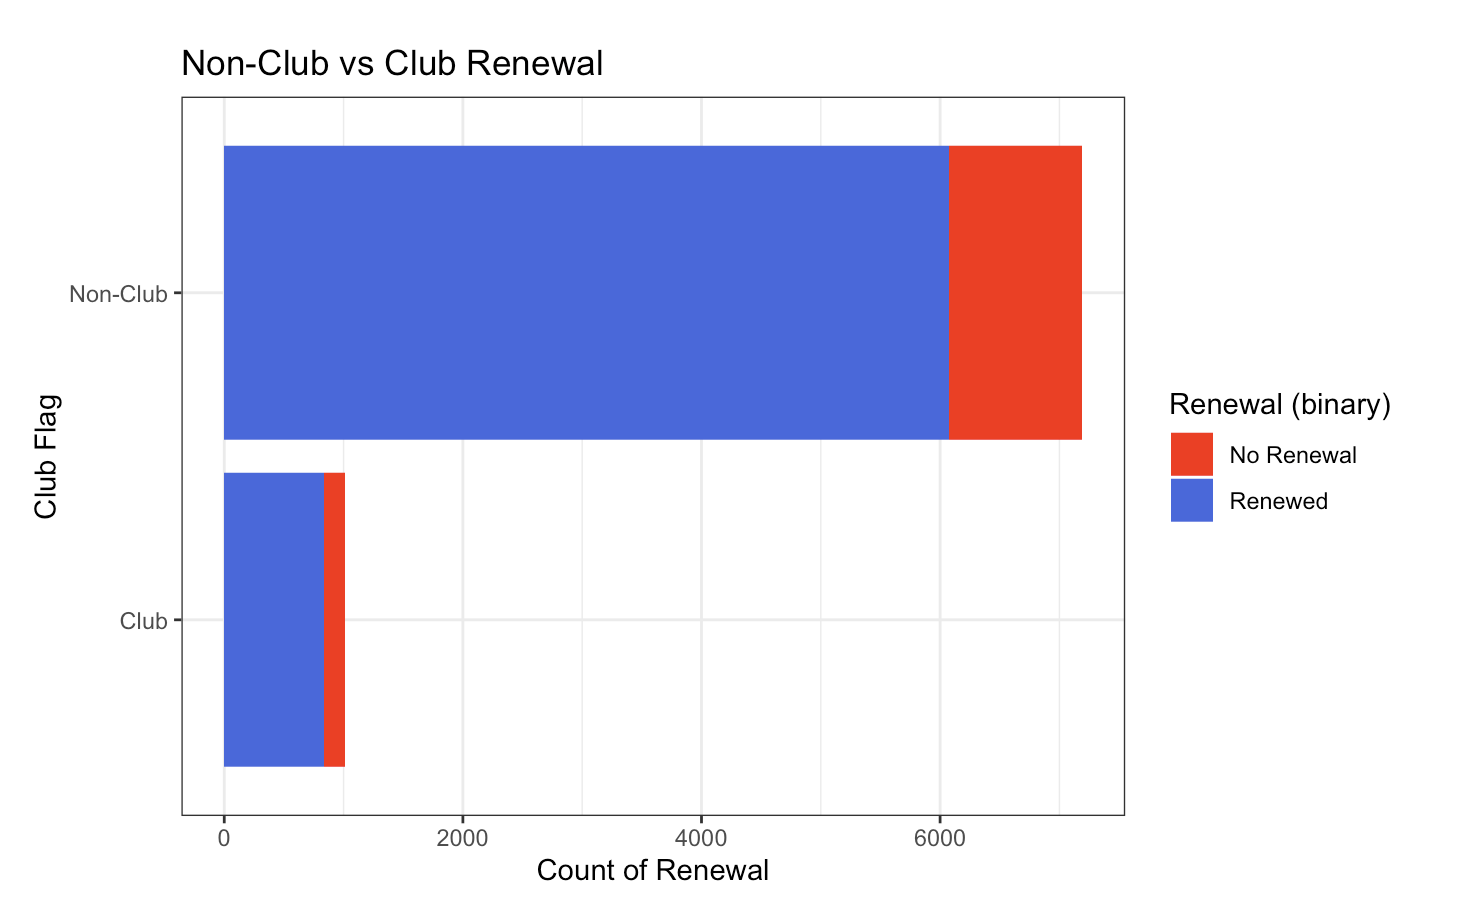 Non-Club vs Club Renewal
Non-Club
Club
Club Flag
0 2000 4000 6000
Count of Renewal
Renewal (binary)
No Renewal
Renewed